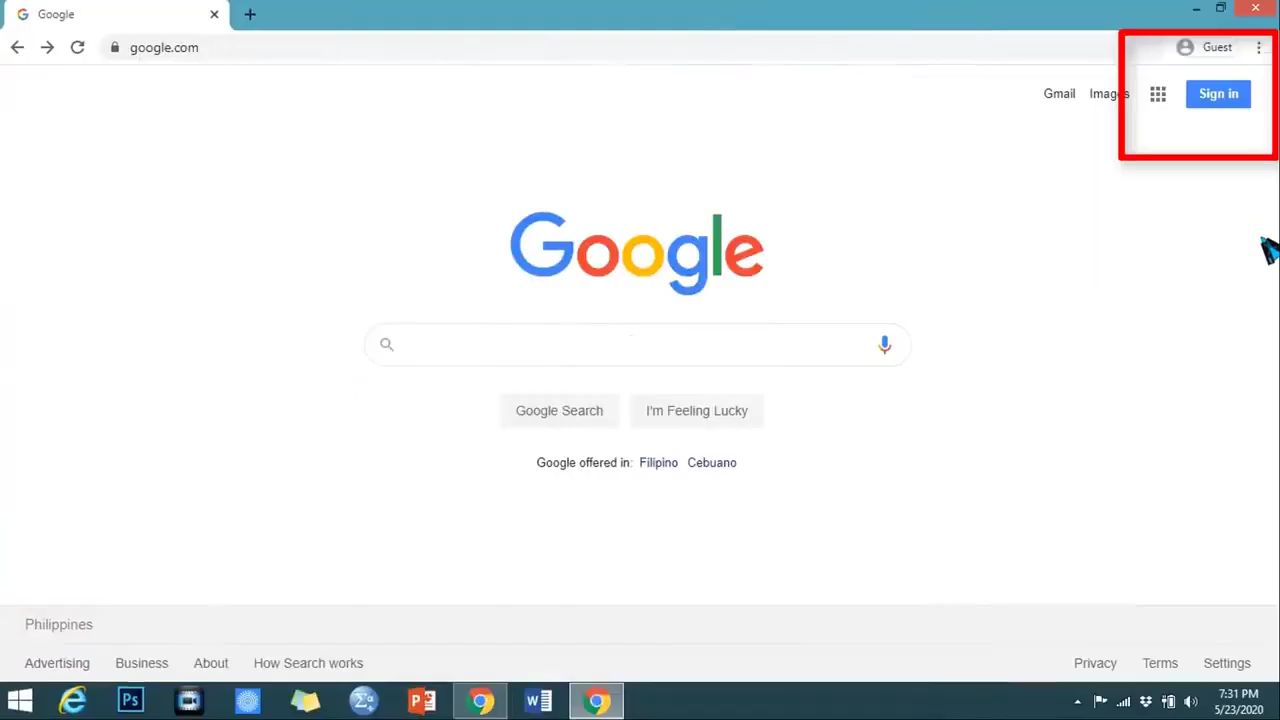 Google
google.com
Guest
Gmail Images Sign in
Google
Google Search I'm Feeling Lucky
Google offered in: Filipino Cebuano
Philippines
Advertising Business About How Search works Privacy Terms Settings
Ps
7:31 PM
5/23/2020